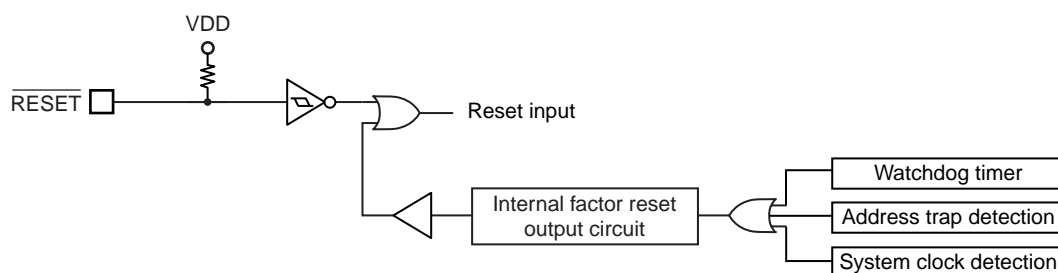 VDD
RESET
Reset input
Watchdog timer
Internal factor reset
output circuit
Address trap detection
System clock detection